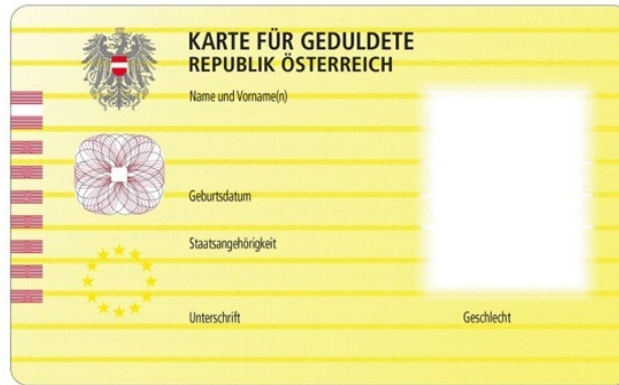 KARTE FÜR GEDULDETE
REPUBLIK ÖSTERREICH
Name und Vorname(n)
Geburtsdatum
Staatsangehörigkeit
Unterschrift
Geschlecht